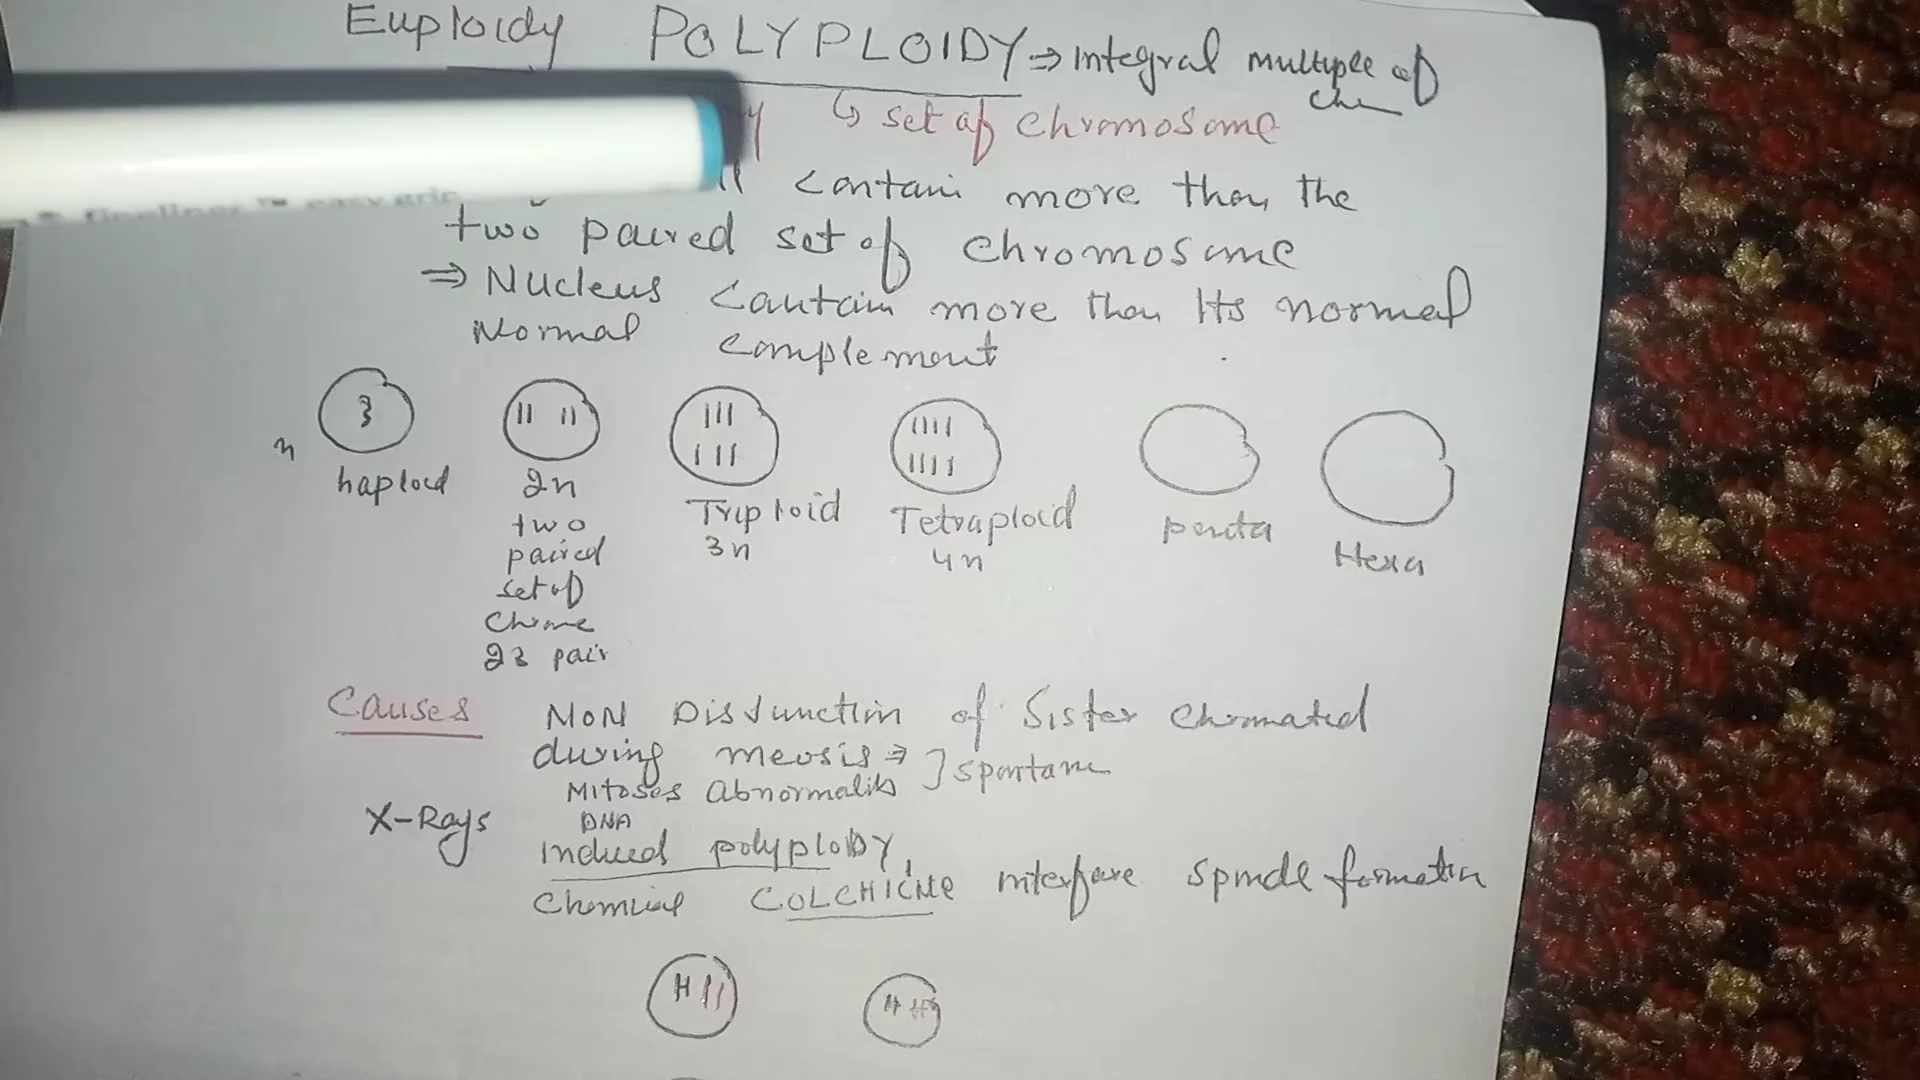 Euploidy POLYPLOIDY ⇒ integral multiple of
y ↳ set of chromosome
contain more than the
two paired set of chromosome
⇒ Nucleus contain more than its normal
Normal complement
n
haploid
2n
two
paired
set of
23 pair
Triploid
3n
Tetraploid
4n
penta
Hexa
Causes Non Disjunction of Sister chromatid
during meosis ⇒ ] spontane
Mitoses Abnormalits
X-Rays DNA
induced polyploidy
chemical COLCHICINE interfare spindle formation